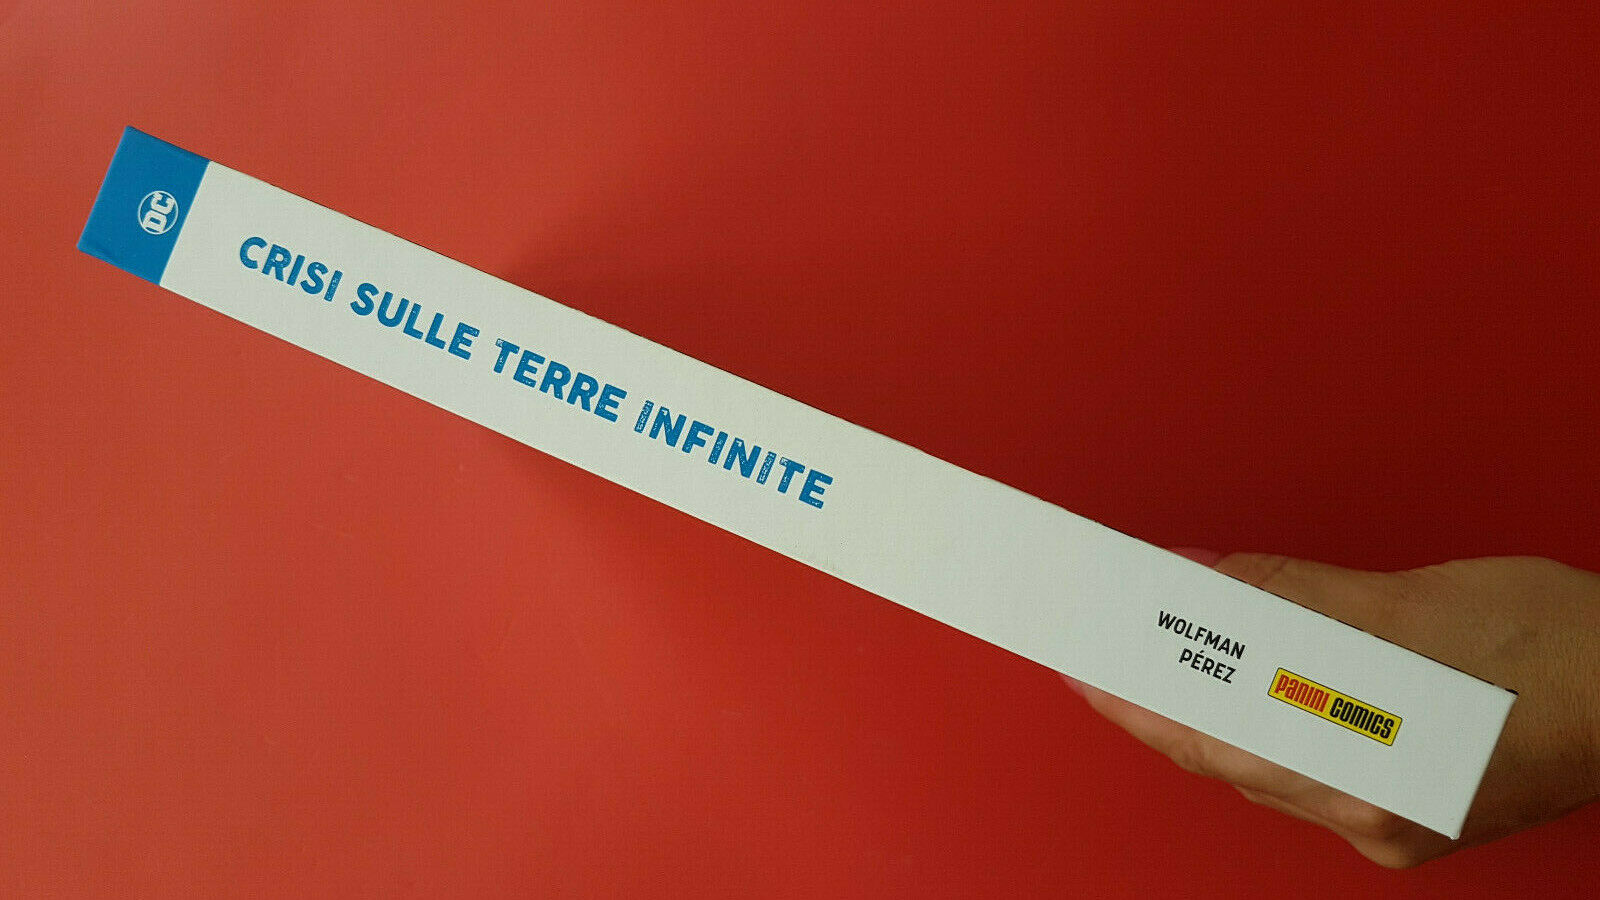 DC
CRISI SULLE TERRE INFINITE
WOLFMAN
PÉREZ
PANINI COMICS